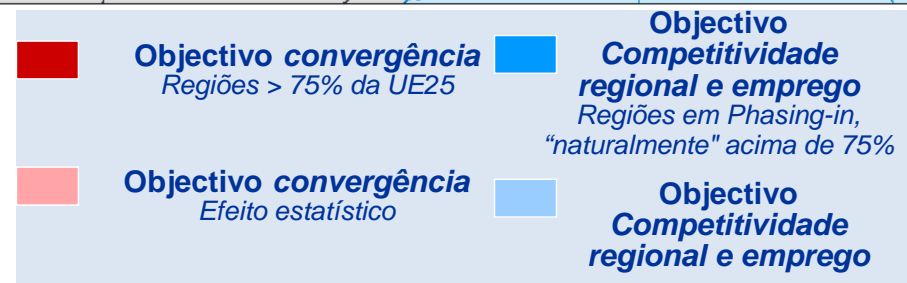 Objectivo convergência
Regiões > 75% da UE25
Objectivo convergência
Efeito estatístico
Objectivo
Competitividade
regional e emprego
Regiões em Phasing-in,
“naturalmente" acima de 75%
Objectivo
Competitividade
regional e emprego